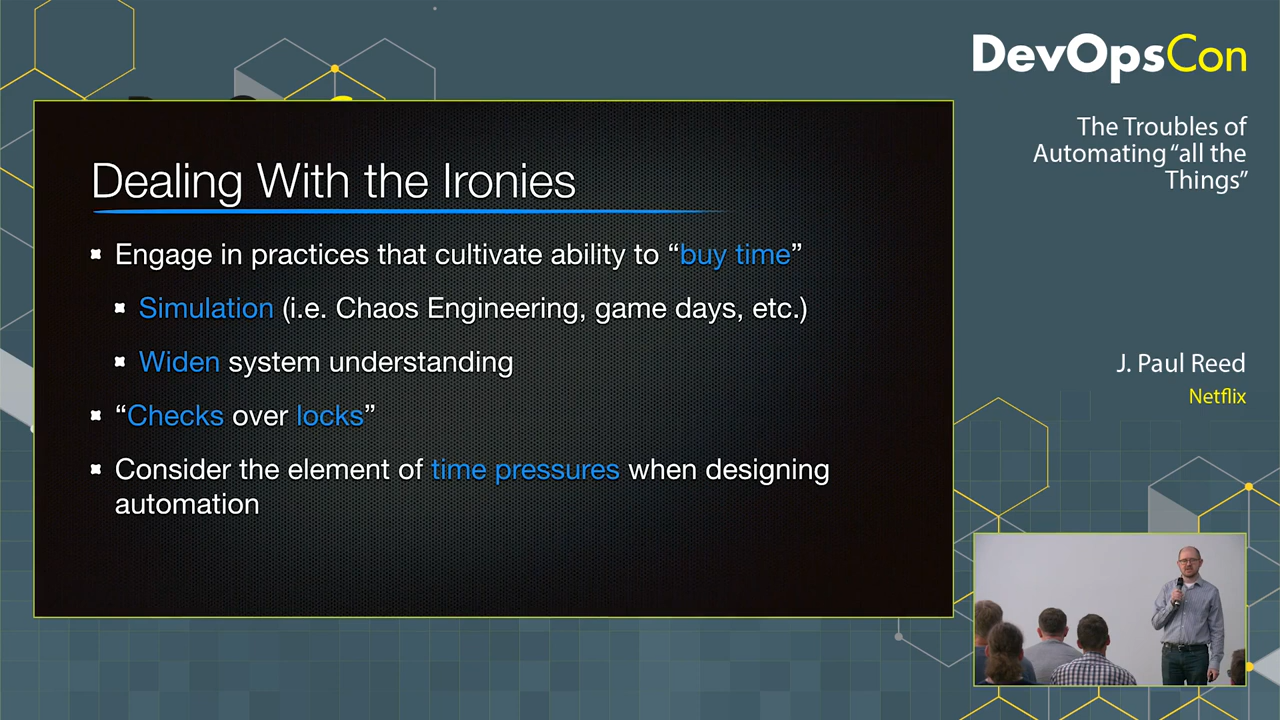 DevOpsCon
The Troubles of
Automating “all the
Things”
J. Paul Reed
Netflix
Dealing With the Ironies
Engage in practices that cultivate ability to “buy time”
Simulation (i.e. Chaos Engineering, game days, etc.)
Widen system understanding
“Checks over locks”
Consider the element of time pressures when designing
automation